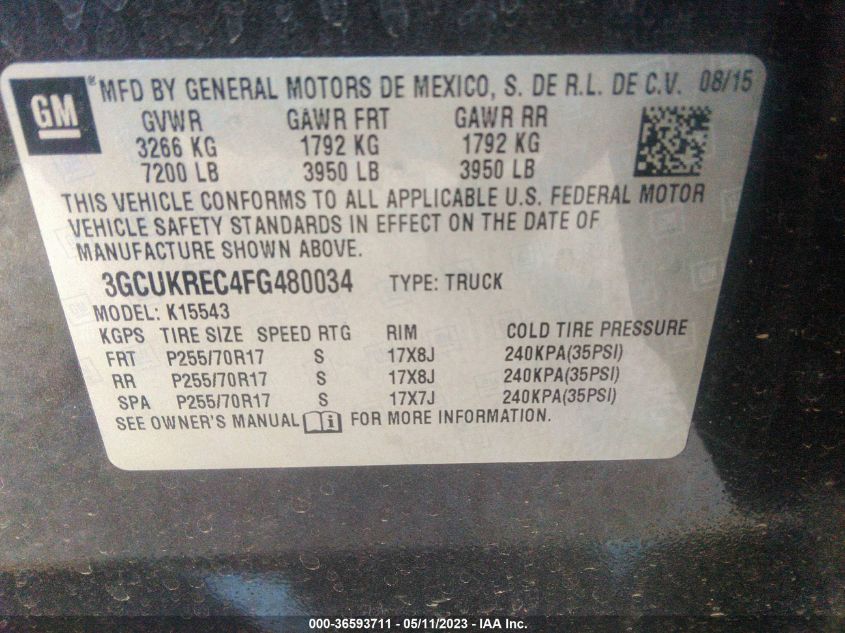 GM ® MFD BY GENERAL MOTORS DE MEXICO, S. DE R.L. DE C.V. 08/15
GVWR GAWR FRT GAWR RR
3266 KG 1792 KG 1792 KG
7200 LB 3950 LB 3950 LB
THIS VEHICLE CONFORMS TO ALL APPLICABLE U.S. FEDERAL MOTOR
VEHICLE SAFETY STANDARDS IN EFFECT ON THE DATE OF
MANUFACTURE SHOWN ABOVE.
3GCUKREC4FG480034 TYPE: TRUCK
MODEL: K15543
KGPS TIRE SIZE SPEED RTG RIM COLD TIRE PRESSURE
FRT P255/70R17 S 17X8J 240KPA(35PSI)
RR P255/70R17 S 17X8J 240KPA(35PSI)
SPA P255/70R17 S 17X7J 240KPA(35PSI)
SEE OWNER'S MANUAL FOR MORE INFORMATION.
000-36593711 - 05/11/2023 - IAA Inc.